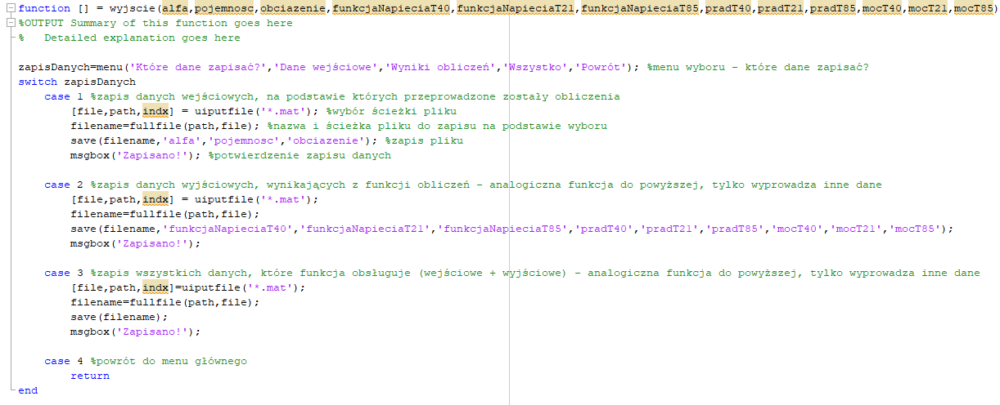 function [] = wyjscie(alfa,pojemnosc,obciazenie,funkcjaNapieciaT40,funkcjaNapieciaT21,funkcjaNapieciaT85,pradT40,pradT21,pradT85,mocT40,mocT21,mocT85)
%OUTPUT Summary of this function goes here
%   Detailed explanation goes here
zapisDanych=menu('Które dane zapisać?','Dane wejściowe','Wyniki obliczeń','Wszystko','Powrót'); %menu wyboru - które dane zapisać?
switch zapisDanych
    case 1 %zapis danych wejściowych, na podstawie których przeprowadzone zostały obliczenia
        [file,path,indx] = uiputfile('*.mat'); %wybór ścieżki pliku
        filename=fullfile(path,file); %nazwa i ścieżka pliku do zapisu na podstawie wyboru
        save(filename,'alfa','pojemnosc','obciazenie'); %zapis pliku
        msgbox('Zapisano!'); %potwierdzenie zapisu danych
    case 2 %zapis danych wyjściowych, wynikających z funkcji obliczeń - analogiczna funkcja do powyższej, tylko wyprowadza inne dane
        [file,path,indx] = uiputfile('*.mat');
        filename=fullfile(path,file);
        save(filename,'funkcjaNapieciaT40','funkcjaNapieciaT21','funkcjaNapieciaT85','pradT40','pradT21','pradT85','mocT40','mocT21','mocT85');
        msgbox('Zapisano!');
    case 3 %zapis wszystkich danych, które funkcja obsługuje (wejściowe + wyjściowe) - analogiczna funkcja do powyższej, tylko wyprowadza inne dane
        [file,path,indx]=uiputfile('*.mat');
        filename=fullfile(path,file);
        save(filename);
        msgbox('Zapisano!');
    case 4 %powrót do menu głównego
        return
end